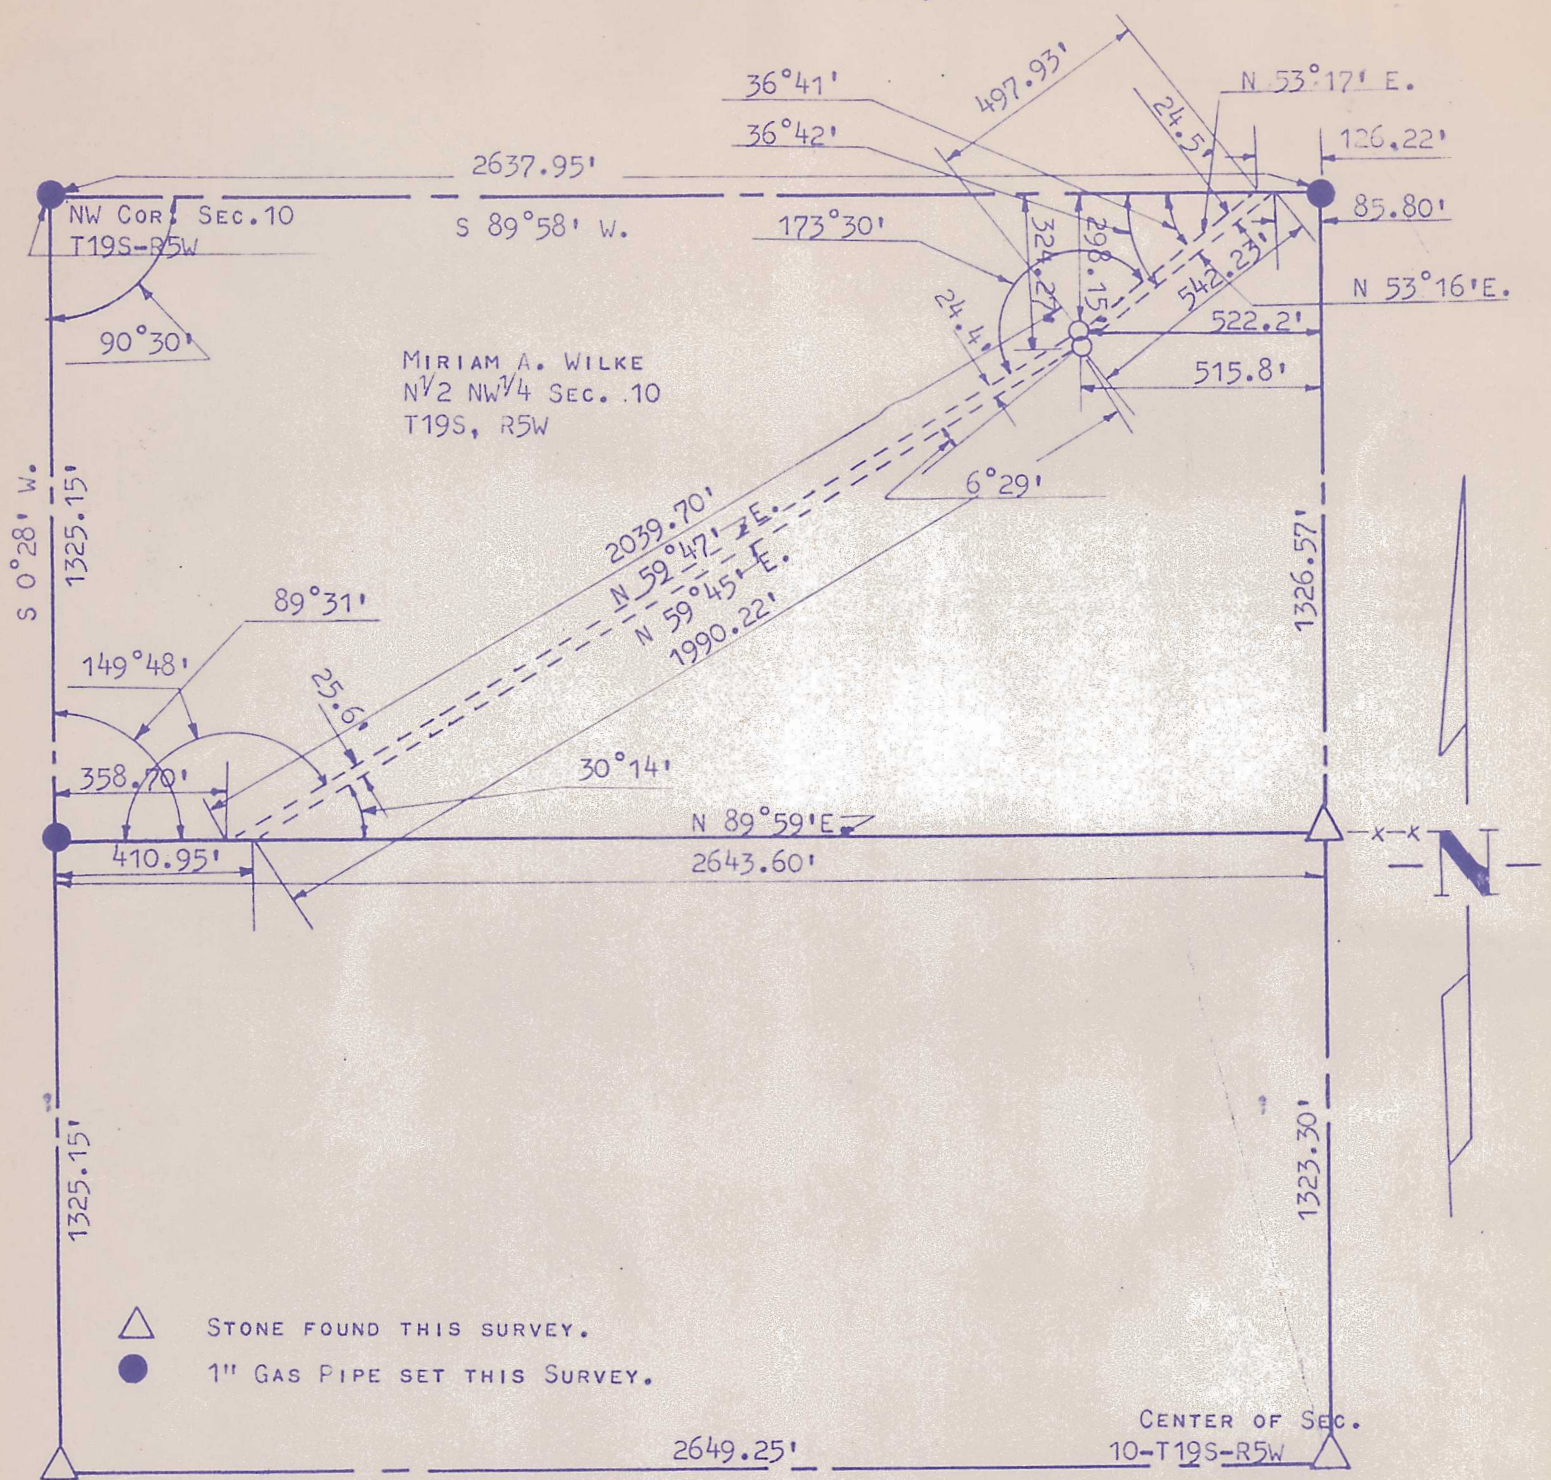 497.93'
36°41'
N 53°17' E.
24.5'
36°42'
126.22'
2637.95'
NW COR. SEC.10
T19S-R5W
S 89°58' W.
173°30'
324.27'
298.15'
542.23'
85.80'
N 53°16'E.
24.4'
522.2'
90°30'
MIRIAM A. WILKE
N1/2 NW1/4 SEC. 10
T19S, R5W
515.8'
6°29'
S 0°28' W.
1325.15'
2039.70'
N 59°47' E.
N 59°45' E.
1990.22'
1326.57'
89°31'
149°48'
25.6'
358.70'
30°14'
N 89°59'E.
x-x
N
410.95'
2643.60'
1325.15'
1323.30'
STONE FOUND THIS SURVEY.
1" GAS PIPE SET THIS SURVEY.
CENTER OF SEC.
10-T19S-R5W
2649.25'